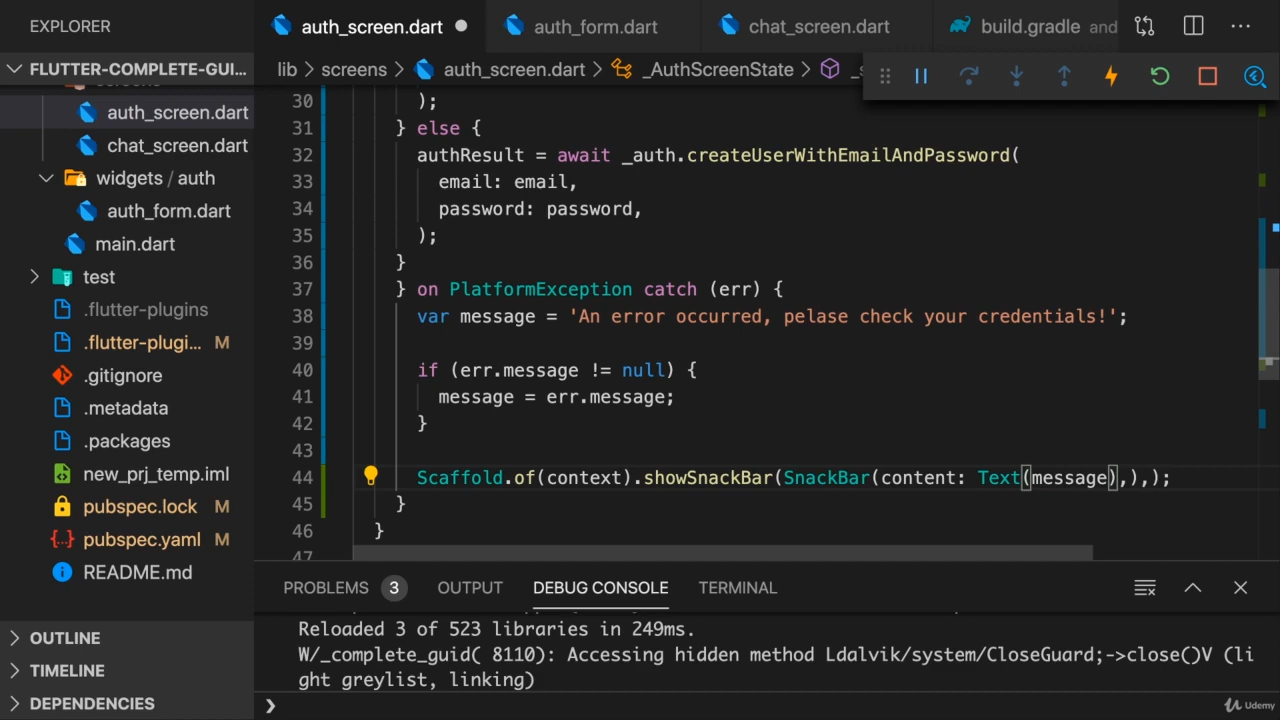 EXPLORER
auth_screen.dart
auth_form.dart
chat_screen.dart
build.gradle and
FLUTTER-COMPLETE-GUI...
lib > screens > auth_screen.dart > _AuthScreenState > _s
screens
auth_screen.dart
chat_screen.dart
widgets / auth
auth_form.dart
main.dart
test
.flutter-plugins
.flutter-plugi... M
.gitignore
.metadata
.packages
new_prj_temp.iml
pubspec.lock M
pubspec.yaml M
README.md
OUTLINE
TIMELINE
DEPENDENCIES
30 );
31 } else {
32 authResult = await _auth.createUserWithEmailAndPassword(
33 email: email,
34 password: password,
35 );
36 }
37 } on PlatformException catch (err) {
38 var message = 'An error occurred, pelase check your credentials!';
39
40 if (err.message != null) {
41 message = err.message;
42 }
43
44 Scaffold.of(context).showSnackBar(SnackBar(content: Text(message),),);
45 }
46 }
47
PROBLEMS 3 OUTPUT DEBUG CONSOLE TERMINAL
Reloaded 3 of 523 libraries in 249ms.
W/_complete_guid( 8110): Accessing hidden method Ldalvik/system/CloseGuard;->close()V (li
ght greylist, linking)
Udemy